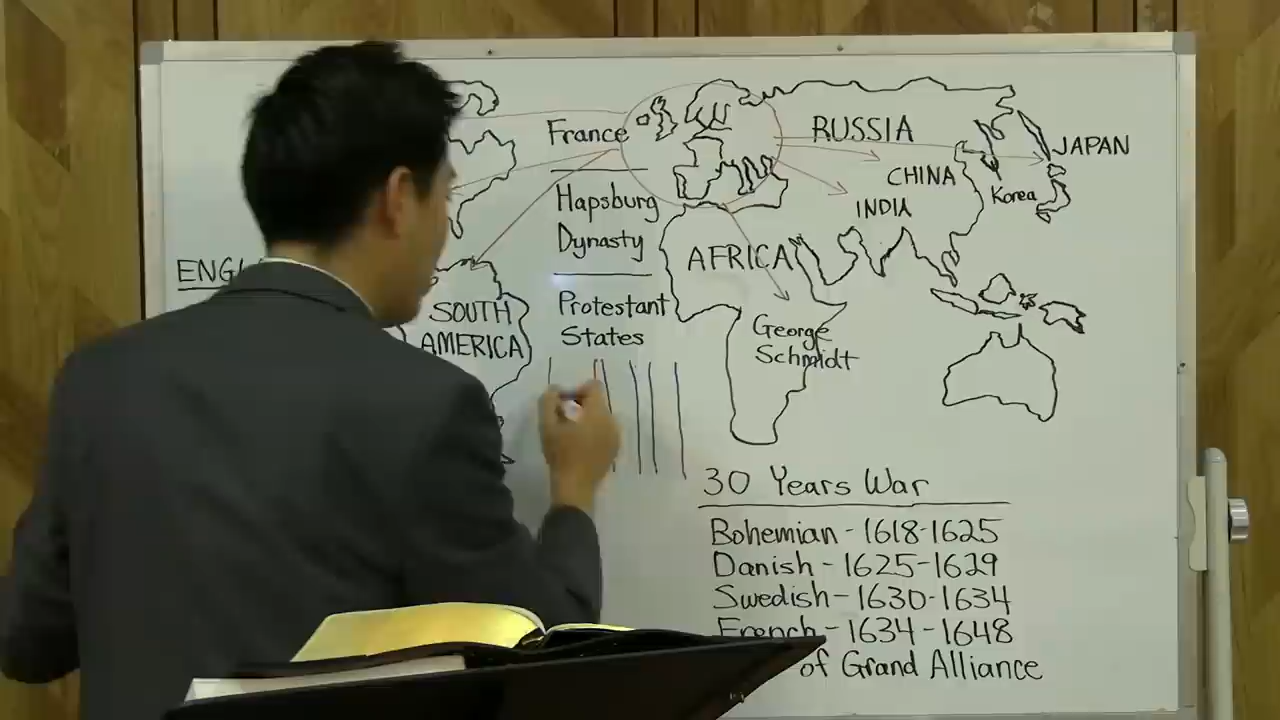 France
RUSSIA
JAPAN
CHINA
Korea
Hapsburg
Dynasty
INDIA
AFRICA
SOUTH
AMERICA
Protestant
States
George
Schmidt
30 Years War
Bohemian - 1618-1625
Danish - 1625-1629
Swedish - 1630-1634
French - 1634-1648
of Grand Alliance